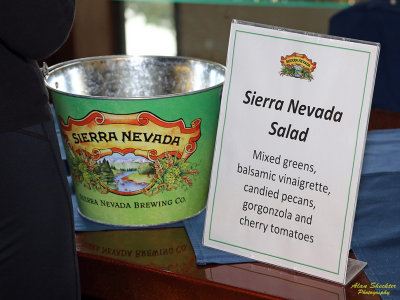 SIERRA NEVADA
SIERRA NEVADA BREWING CO.
Sierra Nevada
Salad
Mixed greens,
balsamic vinaigrette,
candied pecans,
gorgonzola and
cherry tomatoes
Alan Sheckter
Photography